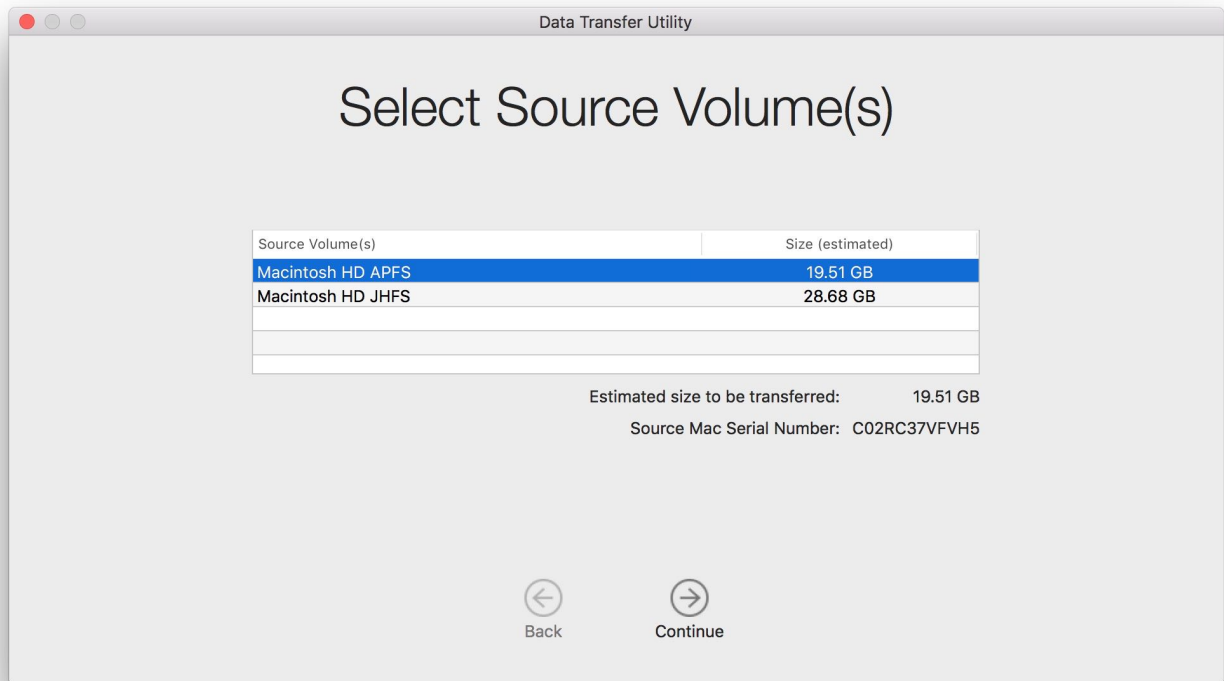 Data Transfer Utility
Select Source Volume(s)
Source Volume(s) Size (estimated)
Macintosh HD APFS 19.51 GB
Macintosh HD JHFS 28.68 GB
Estimated size to be transferred: 19.51 GB
Source Mac Serial Number: C02RC37VFVH5
Back Continue